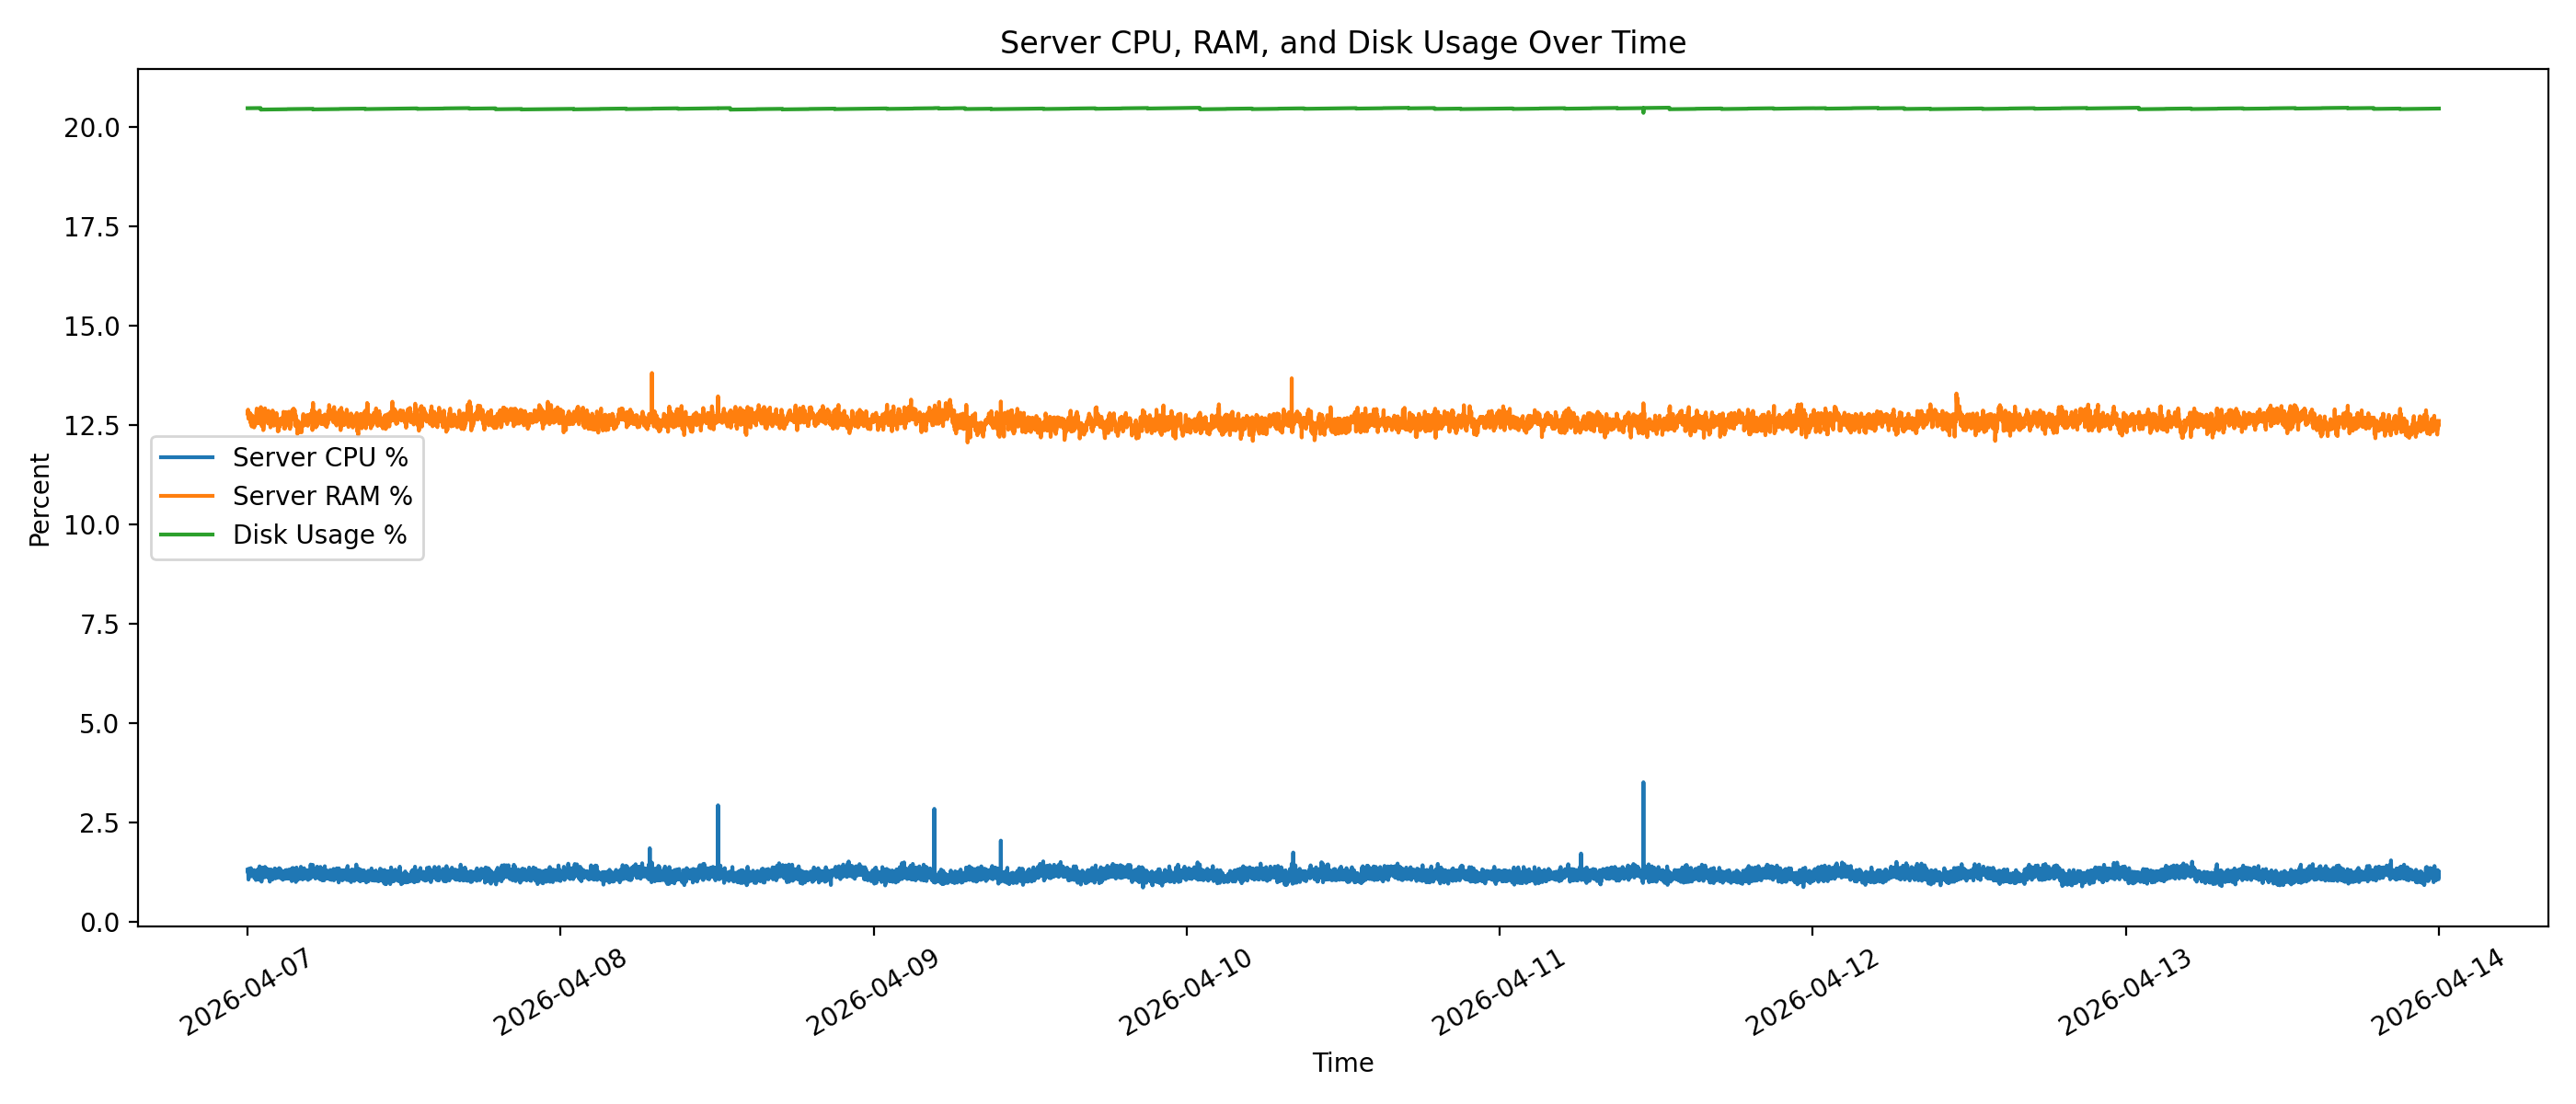 Server CPU, RAM, and Disk Usage Over Time
Percent
20.0
17.5
15.0
12.5
10.0
7.5
5.0
2.5
0.0
Server CPU %
Server RAM %
Disk Usage %
2026-04-07
2026-04-08
2026-04-09
2026-04-10
2026-04-11
2026-04-12
2026-04-13
2026-04-14
Time